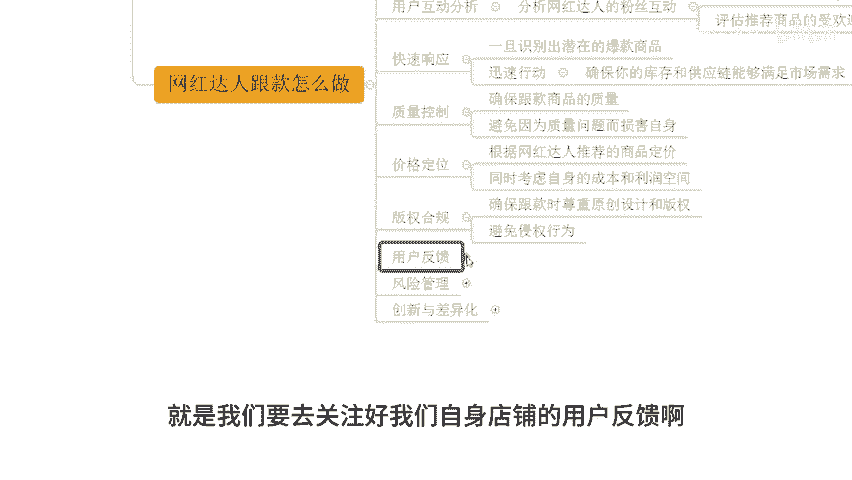 用户互动分析
分析网红达人的粉丝互动
评估推荐商品的受欢
快速响应
一旦识别出潜在的爆款商品
迅速行动
确保你的库存和供应链能够满足市场需求
网红达人跟款怎么做
质量控制
确保跟款商品的质量
避免因为质量问题而损害自身
价格定位
根据网红达人推荐的商品定价
同时考虑自身的成本和利润空间
版权合规
确保跟款时尊重原创设计和版权
避免侵权行为
用户反馈
风险管理
创新与差异化
就是我们要去关注好我们自身店铺的用户反馈啊